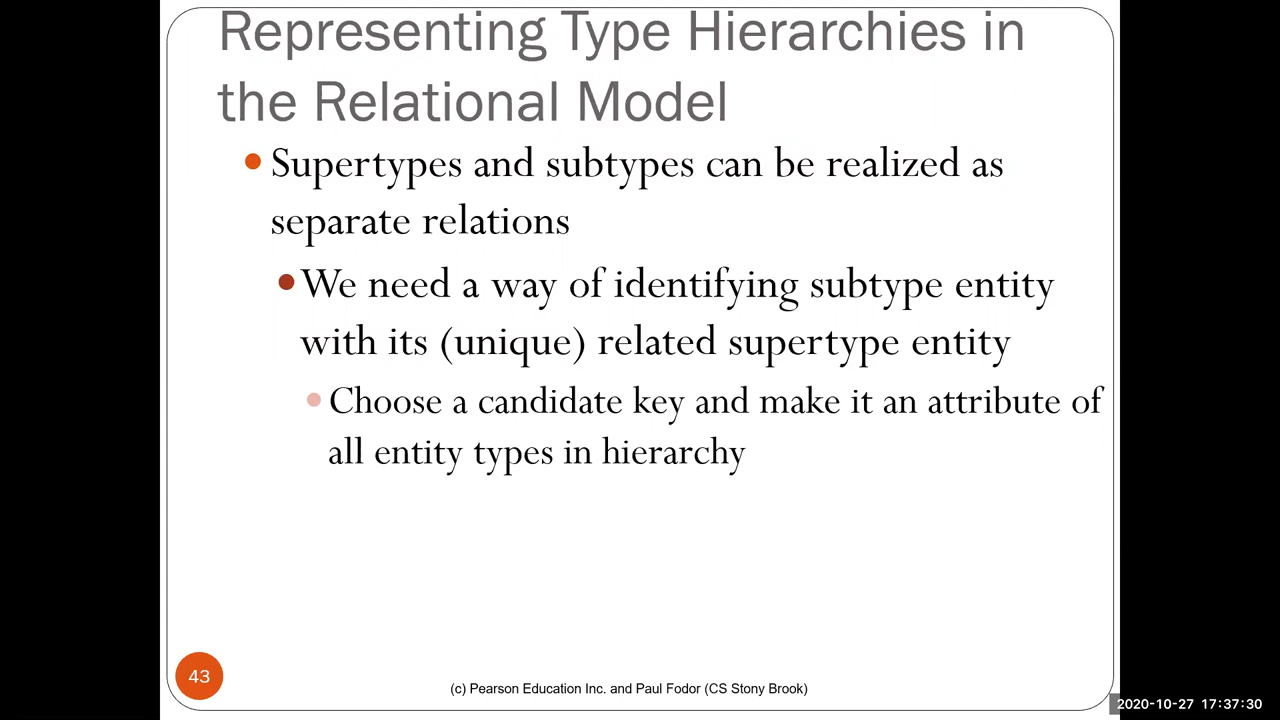 Representing Type Hierarchies in
the Relational Model
Supertypes and subtypes can be realized as
separate relations
We need a way of identifying subtype entity
with its (unique) related supertype entity
Choose a candidate key and make it an attribute of
all entity types in hierarchy
43
(c) Pearson Education Inc. and Paul Fodor (CS Stony Brook)
2020-10-27 17:37:30